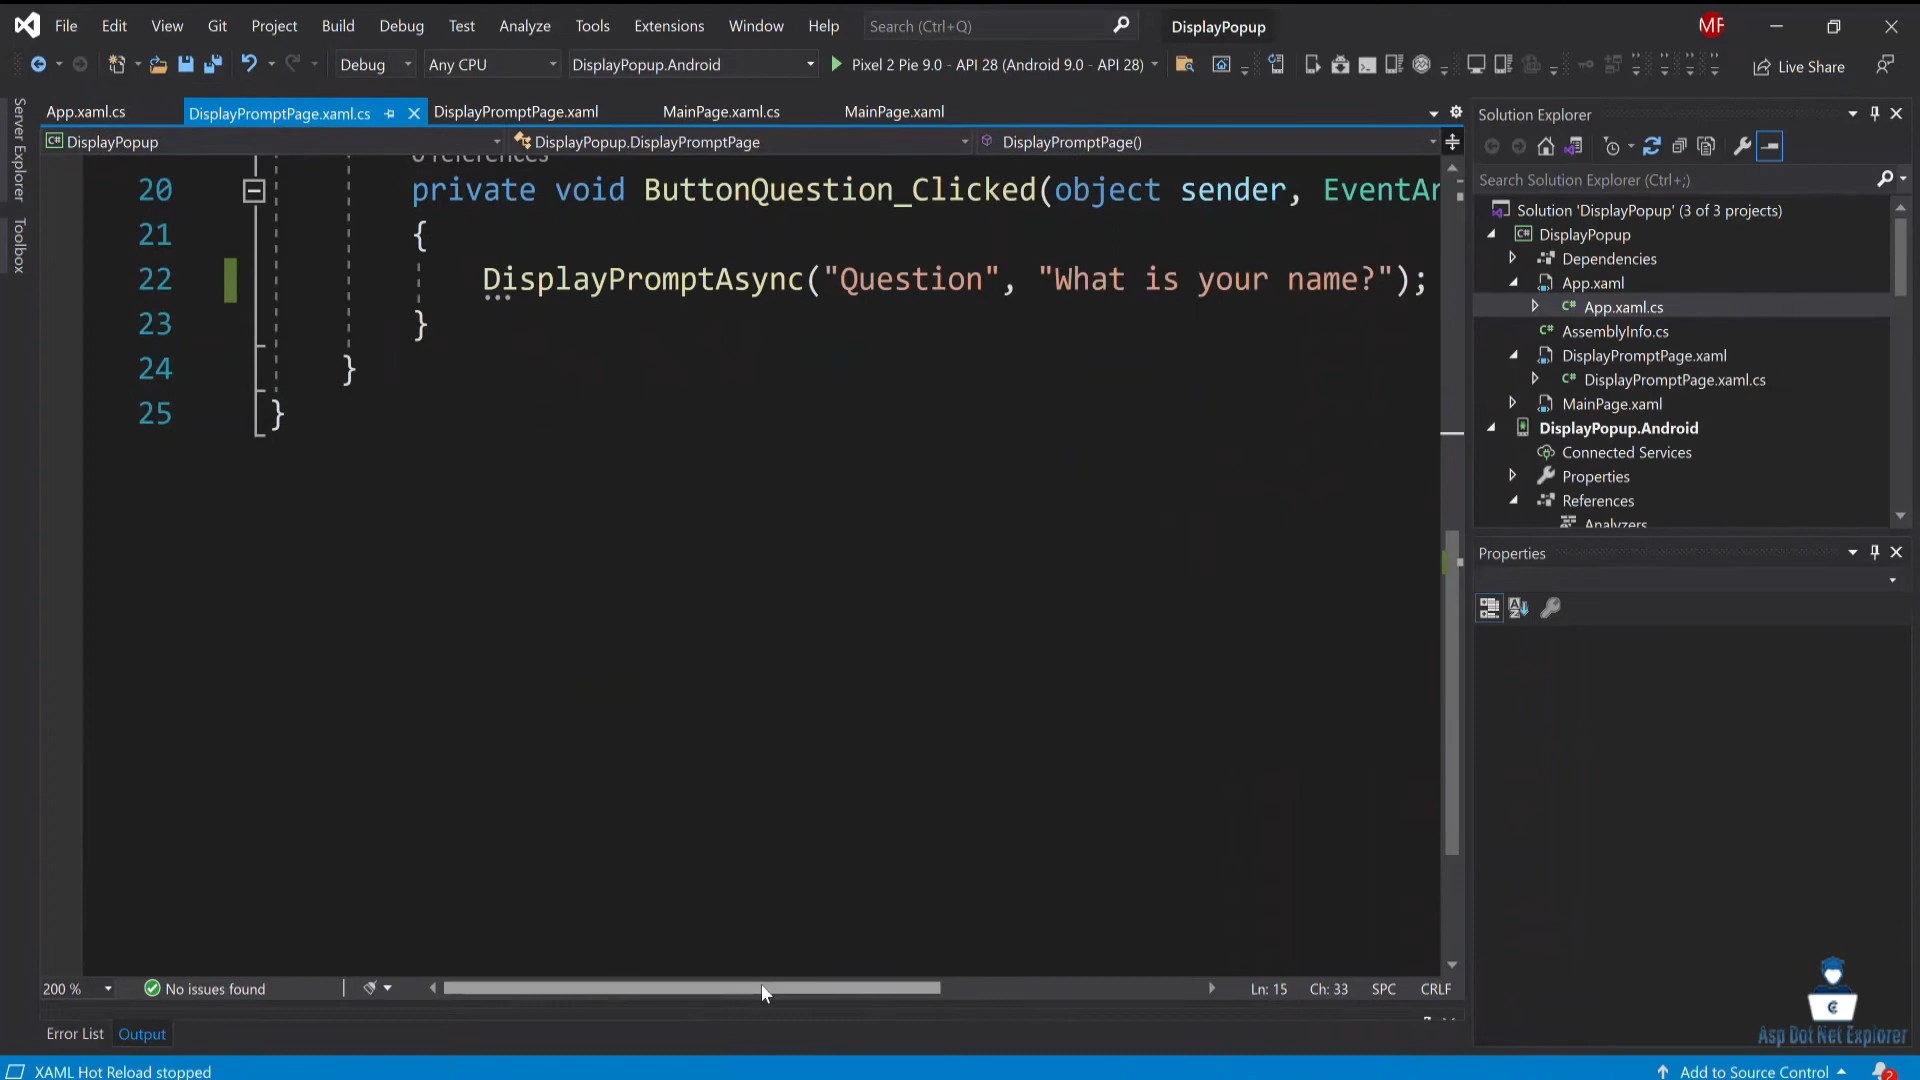 File Edit View Git Project Build Debug Test Analyze Tools Extensions Window Help Search (Ctrl+Q) DisplayPopup MF
Debug Any CPU DisplayPopup.Android Pixel 2 Pie 9.0 - API 28 (Android 9.0 - API 28) Live Share
Server Explorer
Toolbox
App.xaml.cs DisplayPromptPage.xaml.cs DisplayPromptPage.xaml MainPage.xaml.cs MainPage.xaml
DisplayPopup DisplayPopup.DisplayPromptPage DisplayPromptPage()
0 references
20 private void ButtonQuestion_Clicked(object sender, EventAr
21 {
22 DisplayPromptAsync("Question", "What is your name?");
23 }
24 }
25 }
200 % No issues found Ln: 15 Ch: 33 SPC CRLF
Error List Output
Solution Explorer
Search Solution Explorer (Ctrl+;)
Solution 'DisplayPopup' (3 of 3 projects)
C# DisplayPopup
Dependencies
App.xaml
C# App.xaml.cs
C# AssemblyInfo.cs
DisplayPromptPage.xaml
C# DisplayPromptPage.xaml.cs
MainPage.xaml
DisplayPopup.Android
Connected Services
Properties
References
Analyzers
Properties
Asp Dot Net Explorer
XAML Hot Reload stopped Add to Source Control 2